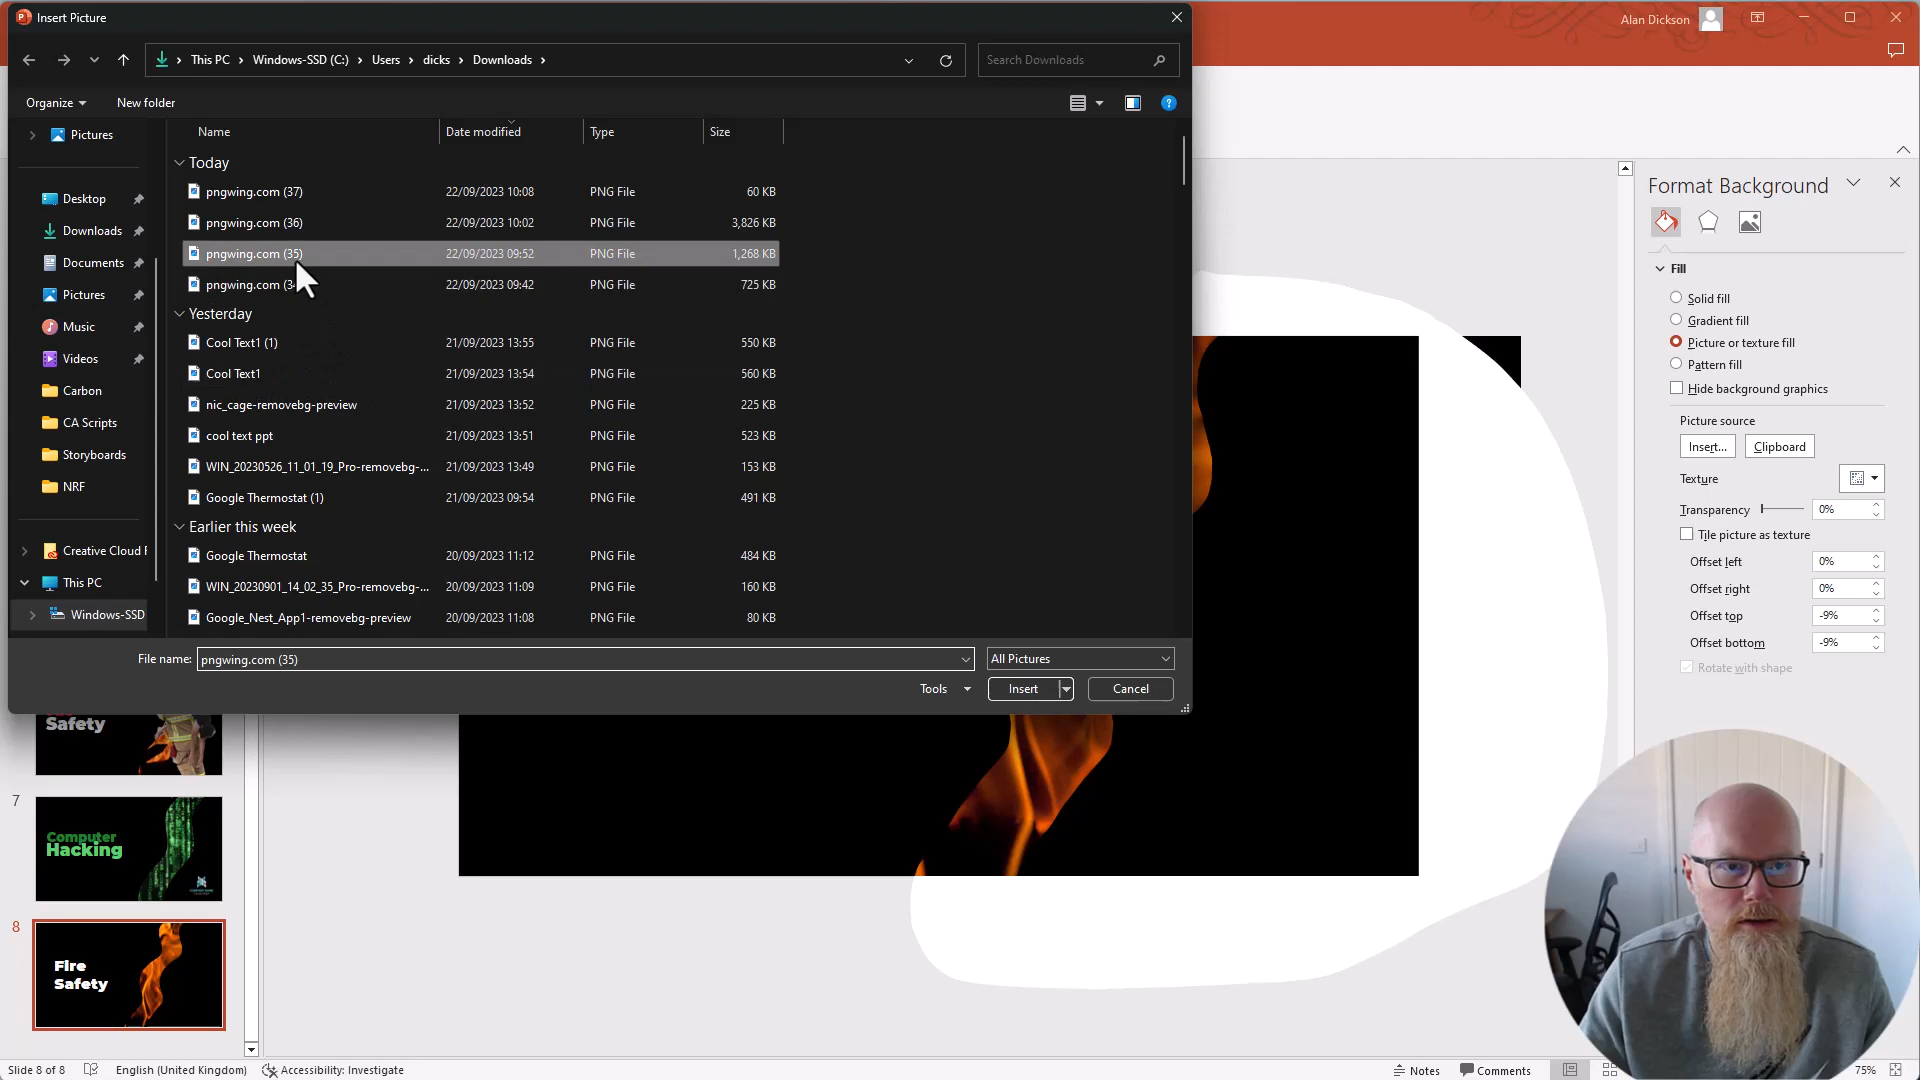 Insert Picture
Alan Dickson
This PC > Windows-SSD (C:) > Users > dicks > Downloads >
Search Downloads
Organize
New folder
Name
Date modified
Type
Size
Pictures
Desktop
Downloads
Documents
Pictures
Music
Videos
Carbon
CA Scripts
Storyboards
NRF
Creative Cloud F
This PC
Windows-SSD
Today
pngwing.com (37) 22/09/2023 10:08 PNG File 60 KB
pngwing.com (36) 22/09/2023 10:02 PNG File 3,826 KB
pngwing.com (35) 22/09/2023 09:52 PNG File 1,268 KB
pngwing.com (3 22/09/2023 09:42 PNG File 725 KB
Yesterday
Cool Text1 (1) 21/09/2023 13:55 PNG File 550 KB
Cool Text1 21/09/2023 13:54 PNG File 560 KB
nic_cage-removebg-preview 21/09/2023 13:52 PNG File 225 KB
cool text ppt 21/09/2023 13:51 PNG File 523 KB
WIN_20230526_11_01_19_Pro-removebg-... 21/09/2023 13:49 PNG File 153 KB
Google Thermostat (1) 21/09/2023 09:54 PNG File 491 KB
Earlier this week
Google Thermostat 20/09/2023 11:12 PNG File 484 KB
WIN_20230901_14_02_35_Pro-removebg-... 20/09/2023 11:09 PNG File 160 KB
Google_Nest_App1-removebg-preview 20/09/2023 11:08 PNG File 80 KB
File name: pngwing.com (35)
All Pictures
Tools
Insert
Cancel
Format Background
Fill
Solid fill
Gradient fill
Picture or texture fill
Pattern fill
Hide background graphics
Picture source
Insert...
Clipboard
Texture
Transparency 0%
Tile picture as texture
Offset left 0%
Offset right 0%
Offset top -9%
Offset bottom -9%
Rotate with shape
Safety
7
Computer
Hacking
8
Fire
Safety
Slide 8 of 8
English (United Kingdom)
Accessibility: Investigate
Notes
Comments
75%